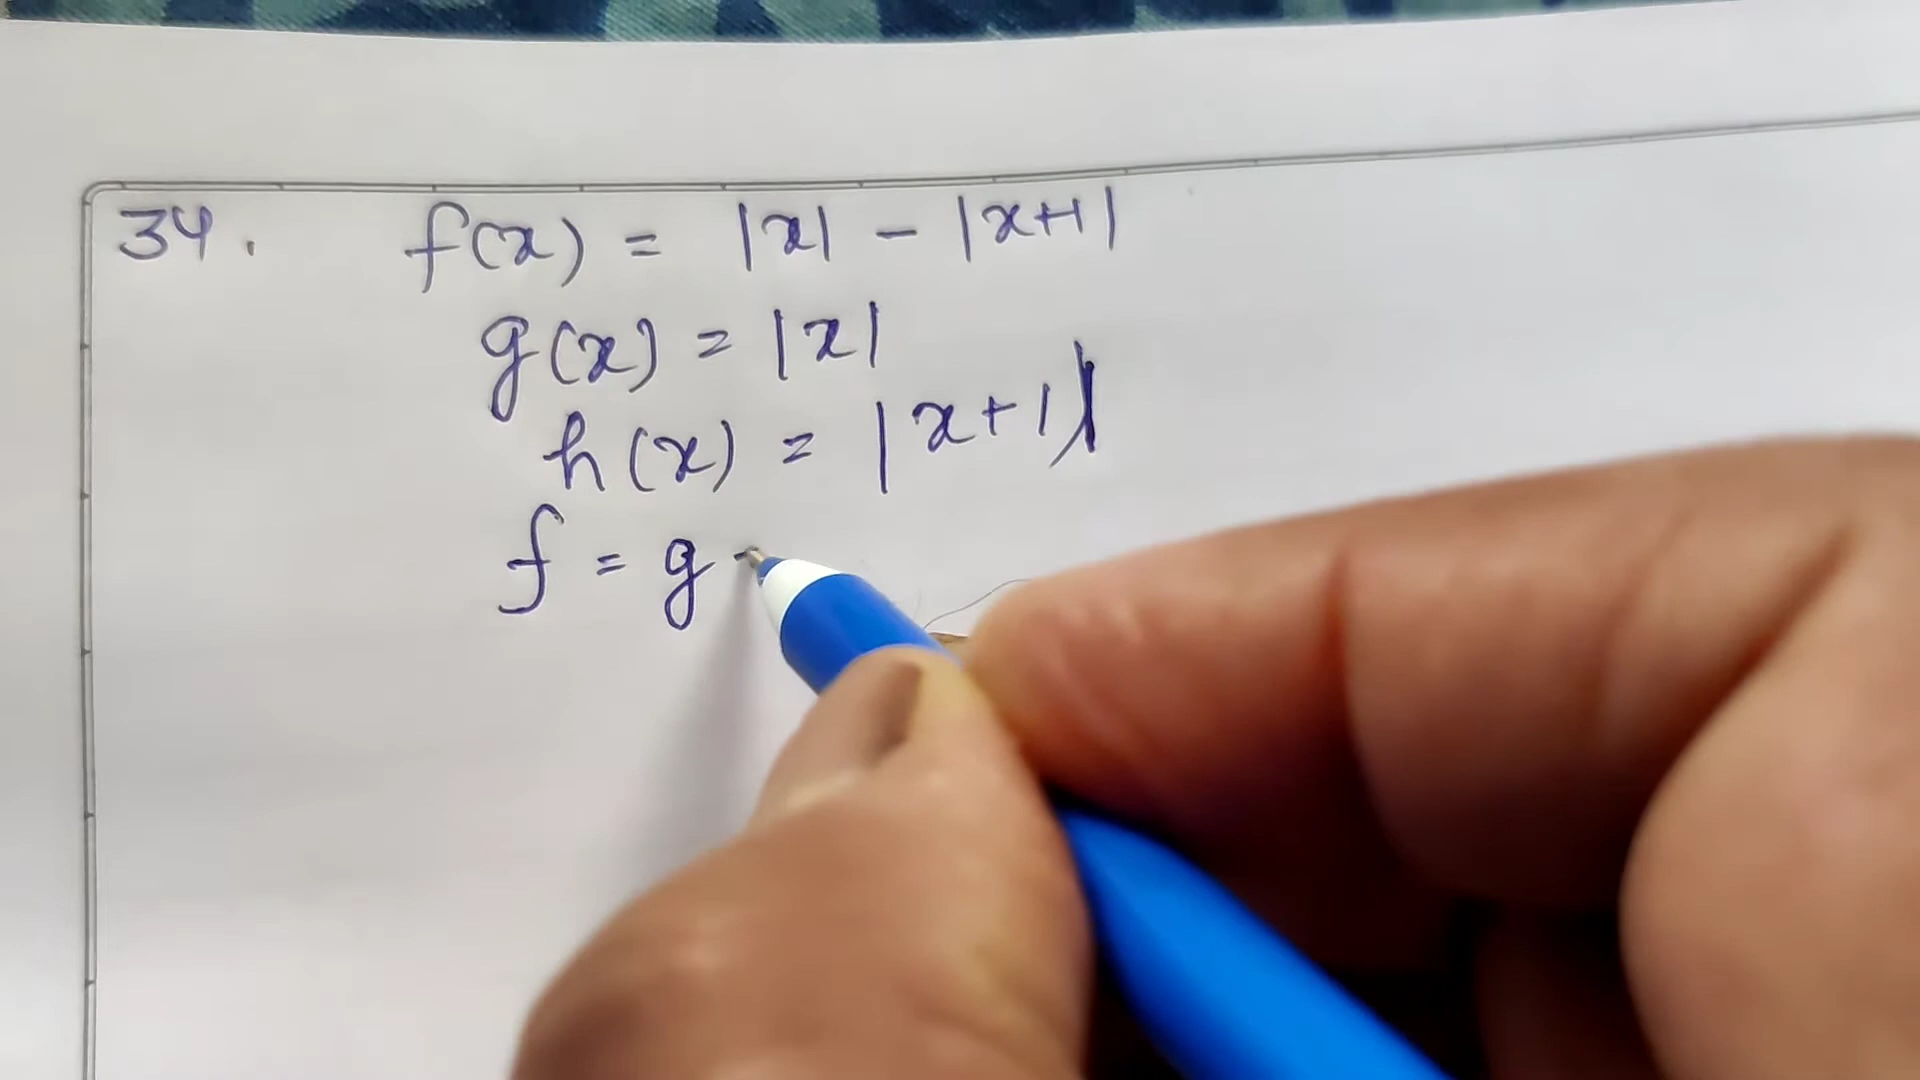 34. f(x) = |x| - |x+1|
g(x) = |x|
h(x) = |x+1|
f = g -